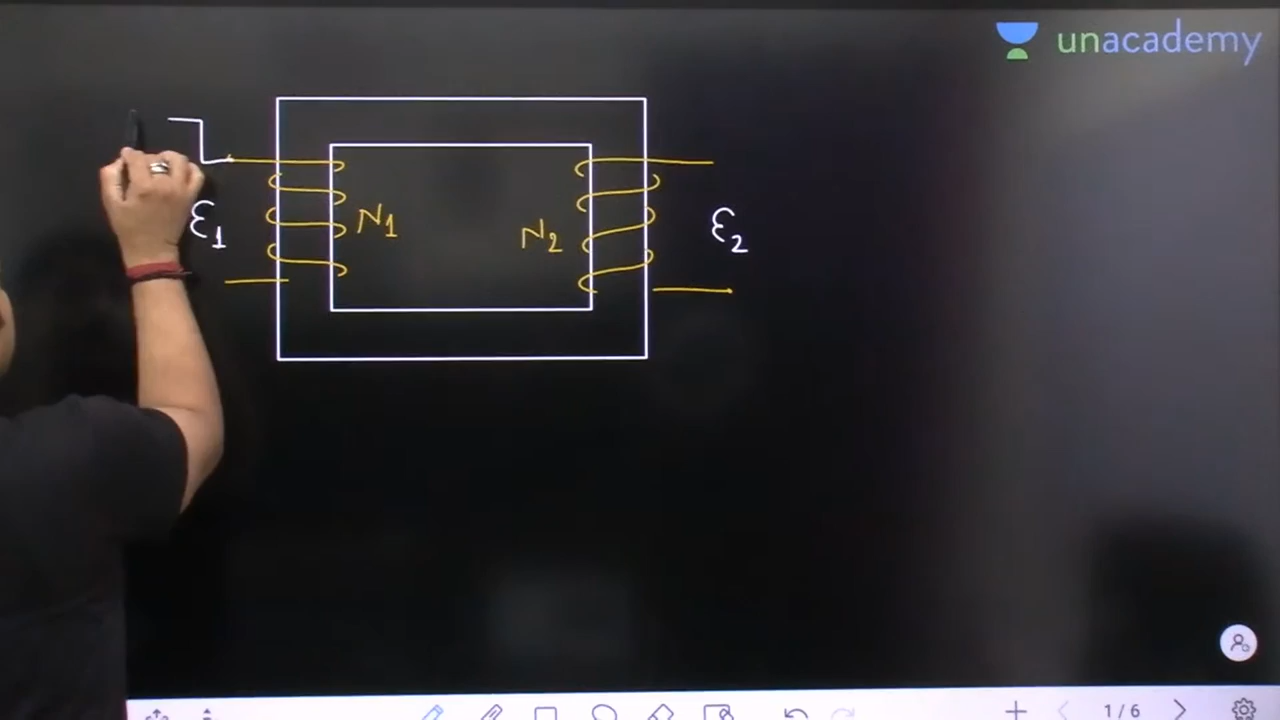 unacademy
ε₁ N₁ N₂ ε₂
1/6